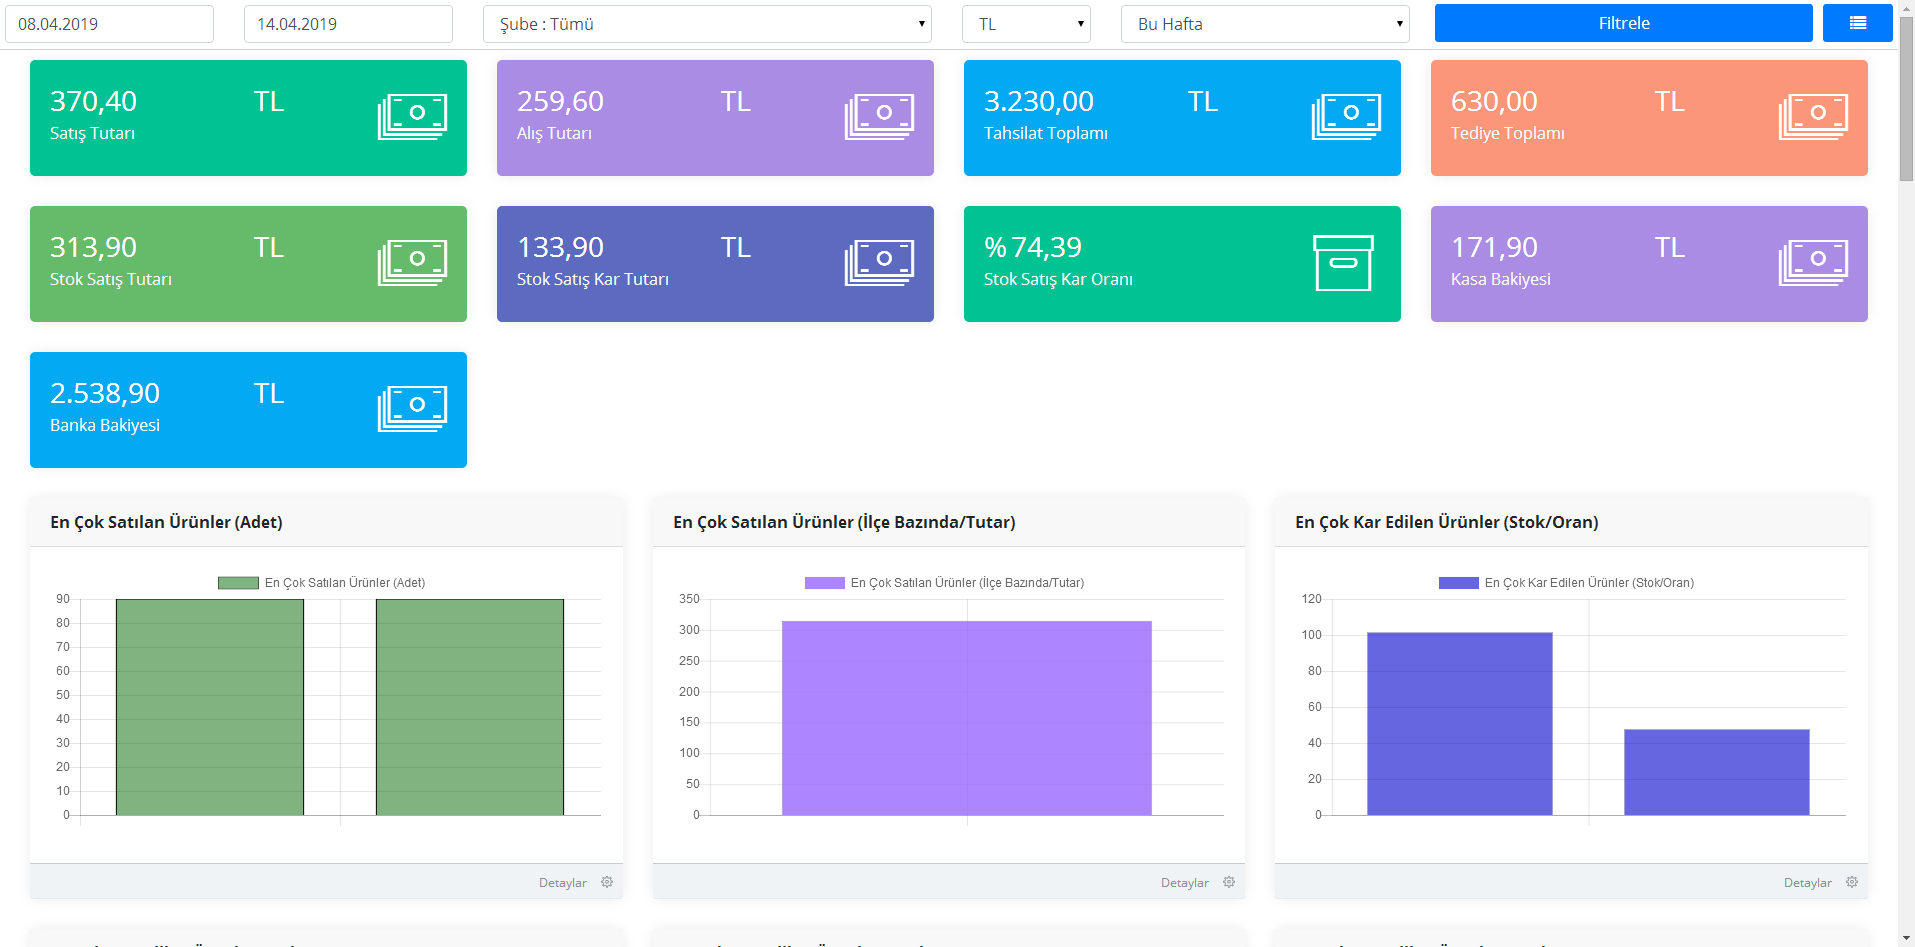 08.04.2019 14.04.2019 Şube : Tümü TL Bu Hafta Filtrele
370,40 TL
Satış Tutarı
259,60 TL
Alış Tutarı
3.230,00 TL
Tahsilat Toplamı
630,00 TL
Tediye Toplamı
313,90 TL
Stok Satış Tutarı
133,90 TL
Stok Satış Kar Tutarı
% 74,39
Stok Satış Kar Oranı
171,90 TL
Kasa Bakiyesi
2.538,90 TL
Banka Bakiyesi
En Çok Satılan Ürünler (Adet)
En Çok Satılan Ürünler (Adet)
90
80
70
60
50
40
30
20
10
0
Detaylar
En Çok Satılan Ürünler (İlçe Bazında/Tutar)
En Çok Satılan Ürünler (İlçe Bazında/Tutar)
350
300
250
200
150
100
50
0
Detaylar
En Çok Kar Edilen Ürünler (Stok/Oran)
En Çok Kar Edilen Ürünler (Stok/Oran)
120
100
80
60
40
20
0
Detaylar